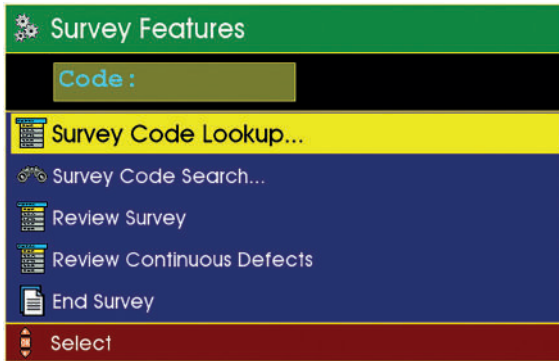 Survey Features
Code:
Survey Code Lookup...
Survey Code Search...
Review Survey
Review Continuous Defects
End Survey
Select